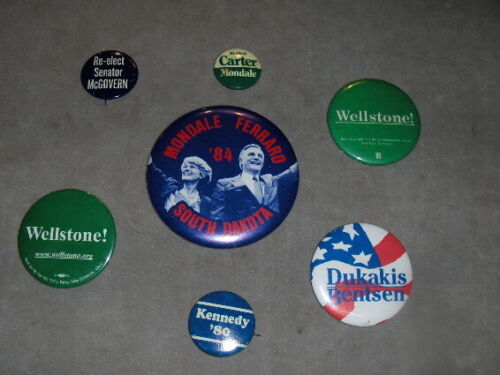 Re-elect
Senator
McGOVERN
Carter
Mondale
Wellstone!
MONDALE FERRARO
'84
SOUTH DAKOTA
Wellstone!
www.wellstone.org
Dukakis
Bentsen
Kennedy
'80